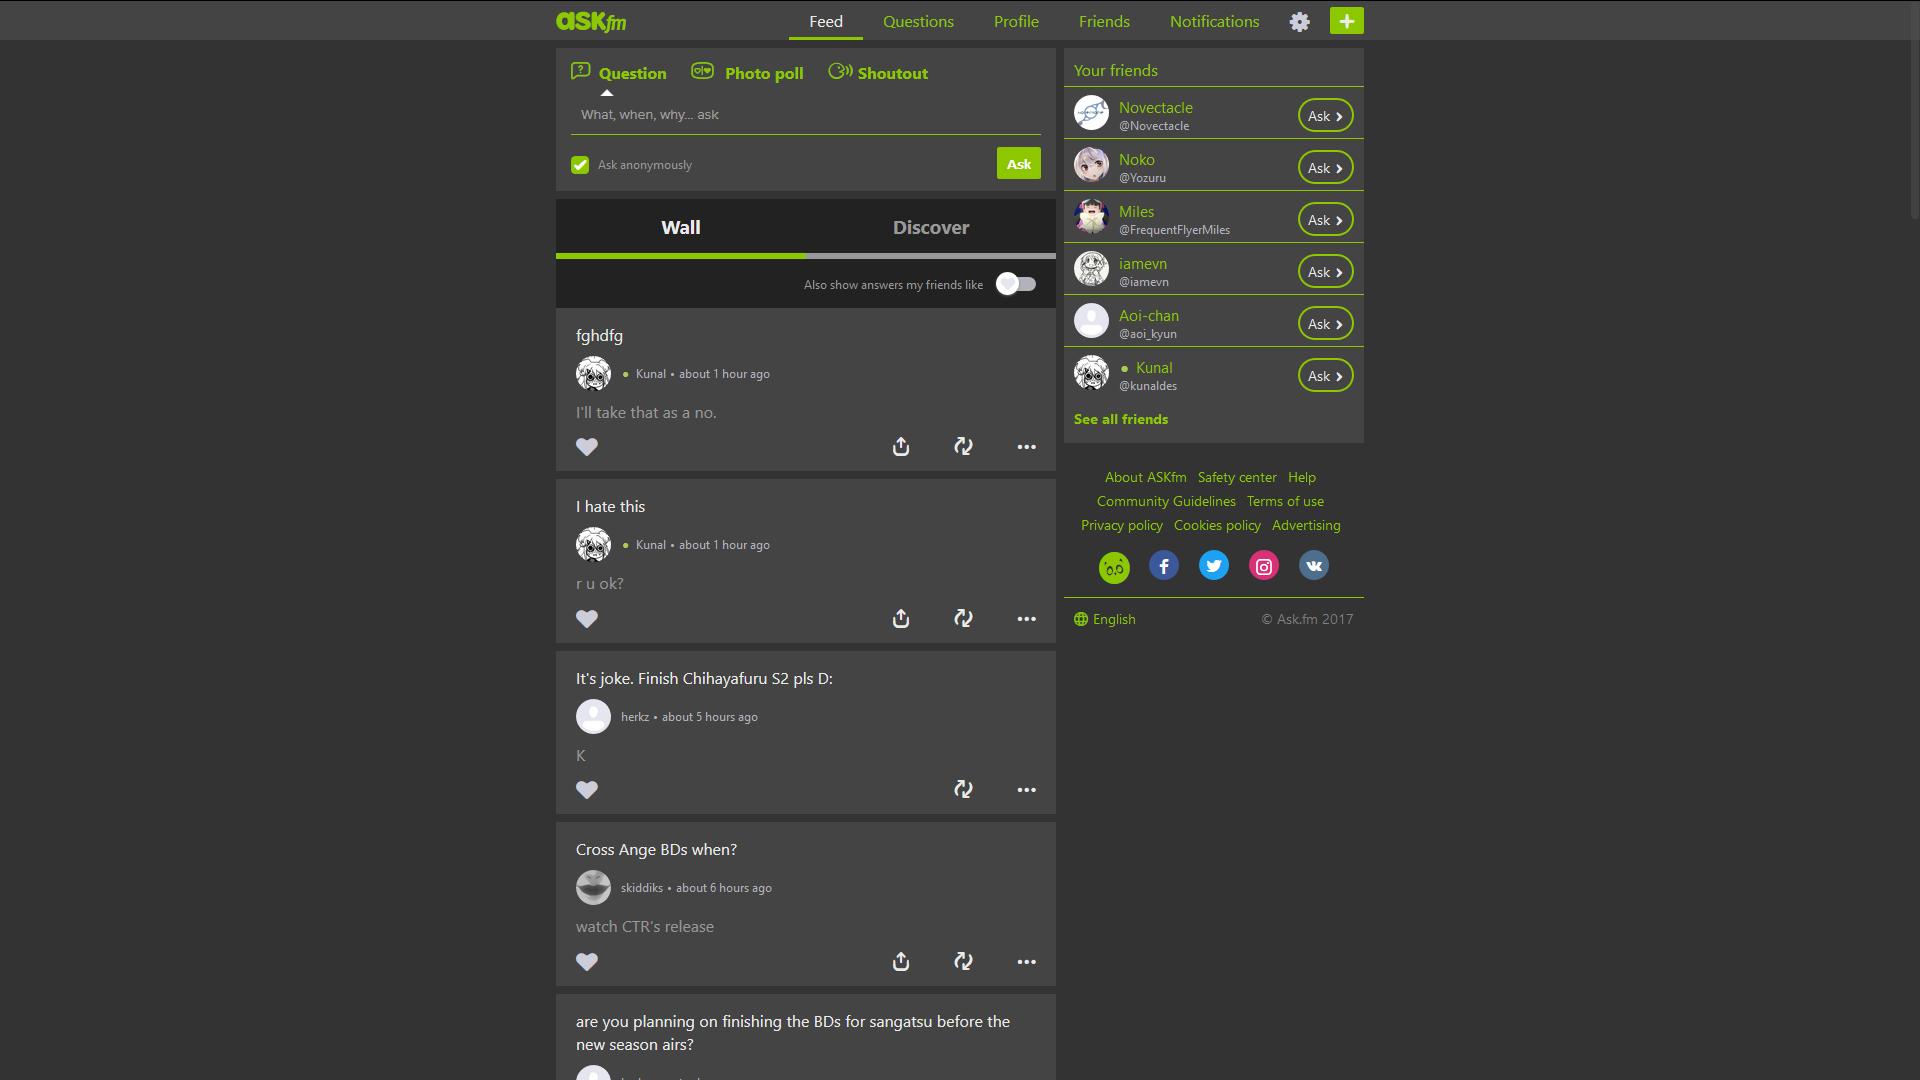 ASKfm
Feed
Questions
Profile
Friends
Notifications
Question
Photo poll
Shoutout
What, when, why... ask
Ask anonymously
Ask
Wall
Discover
Also show answers my friends like
fghdfg
Kunal • about 1 hour ago
I'll take that as a no.
I hate this
Kunal • about 1 hour ago
r u ok?
It's joke. Finish Chihayafuru S2 pls D:
herkz • about 5 hours ago
K
Cross Ange BDs when?
skiddiks • about 6 hours ago
watch CTR's release
are you planning on finishing the BDs for sangatsu before the
new season airs?
Your friends
Novectacle
@Novectacle
Ask
Noko
@Yozuru
Ask
Miles
@FrequentFlyerMiles
Ask
iamevn
@iamevn
Ask
Aoi-chan
@aoi_kyun
Ask
Kunal
@kunaldes
Ask
See all friends
About ASKfm Safety center Help
Community Guidelines Terms of use
Privacy policy Cookies policy Advertising
English
© Ask.fm 2017